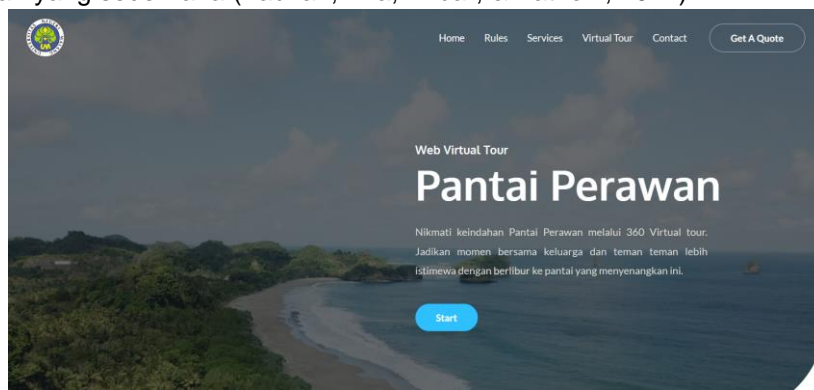 Home Rules Services Virtual Tour Contact Get A Quote
Web Virtual Tour
Pantai Perawan
Nikmati keindahan Pantai Perawan melalui 360 Virtual tour.
Jadikan momen bersama keluarga dan teman teman lebih
istimewa dengan berlibur ke pantai yang menyenangkan ini.
Start